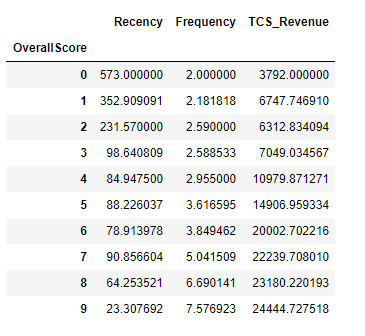 Recency Frequency TCS_Revenue
OverallScore
0 573.000000 2.000000 3792.000000
1 352.909091 2.181818 6747.746910
2 231.570000 2.590000 6312.834094
3 98.640809 2.588533 7049.034567
4 84.947500 2.955000 10979.871271
5 88.226037 3.616595 14906.959334
6 78.913978 3.849462 20002.702216
7 90.856604 5.041509 22239.708010
8 64.253521 6.690141 23180.220193
9 23.307692 7.576923 24444.727518